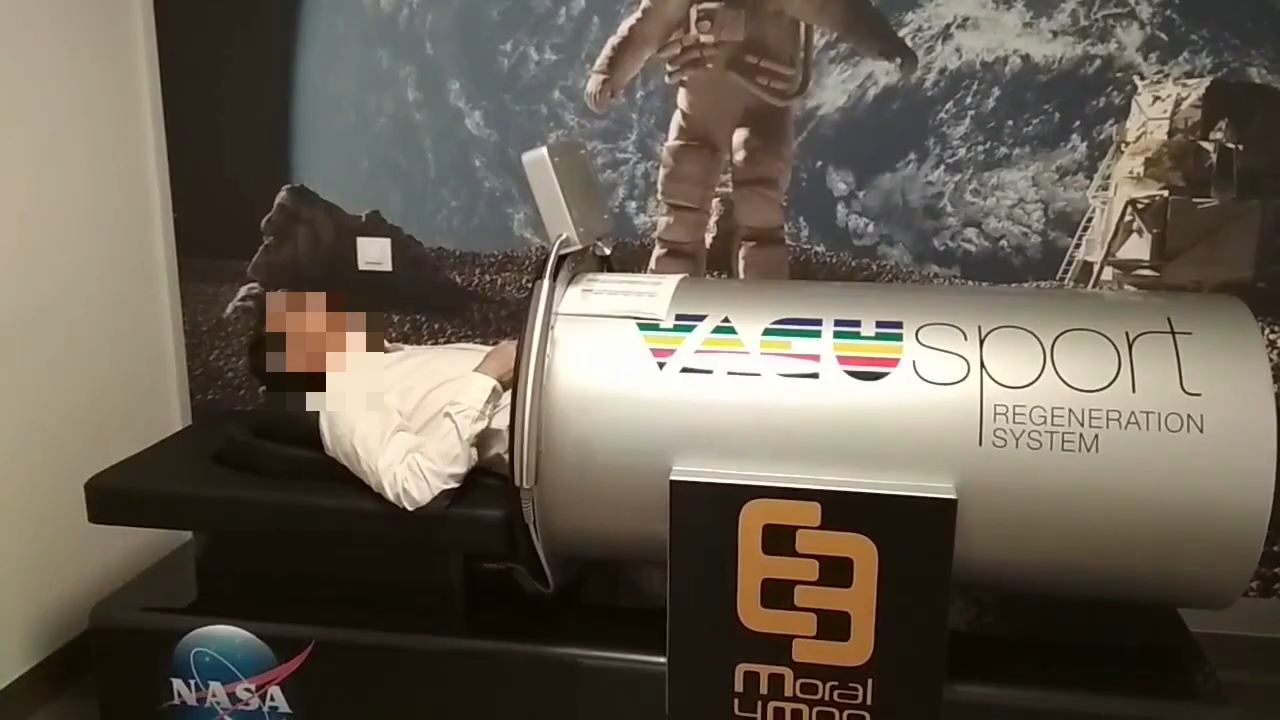 VACUsport
REGENERATION
SYSTEM
moral
NASA